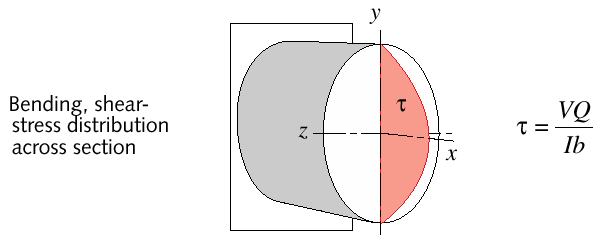 Bending, shear-
stress distribution
across section
y
τ
z
x
τ = VQ / Ib